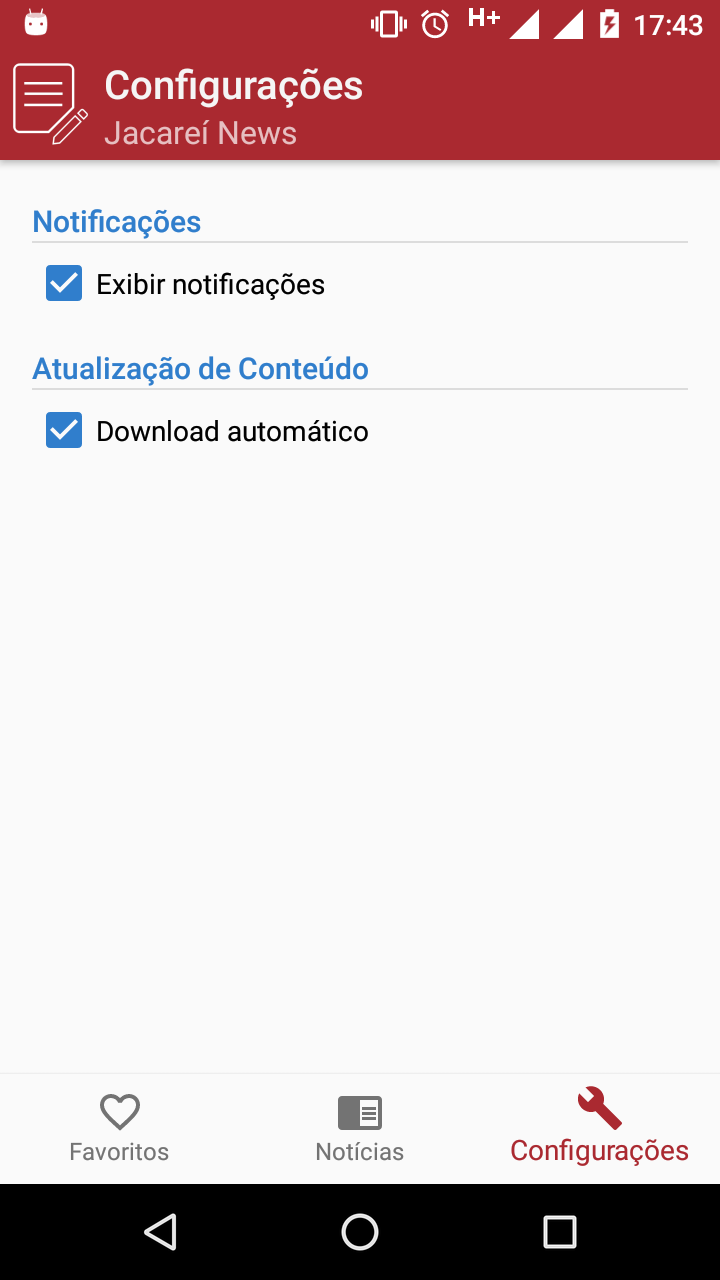 H+ 17:43
Configurações
Jacareí News
Notificações
Exibir notificações
Atualização de Conteúdo
Download automático
Favoritos
Notícias
Configurações